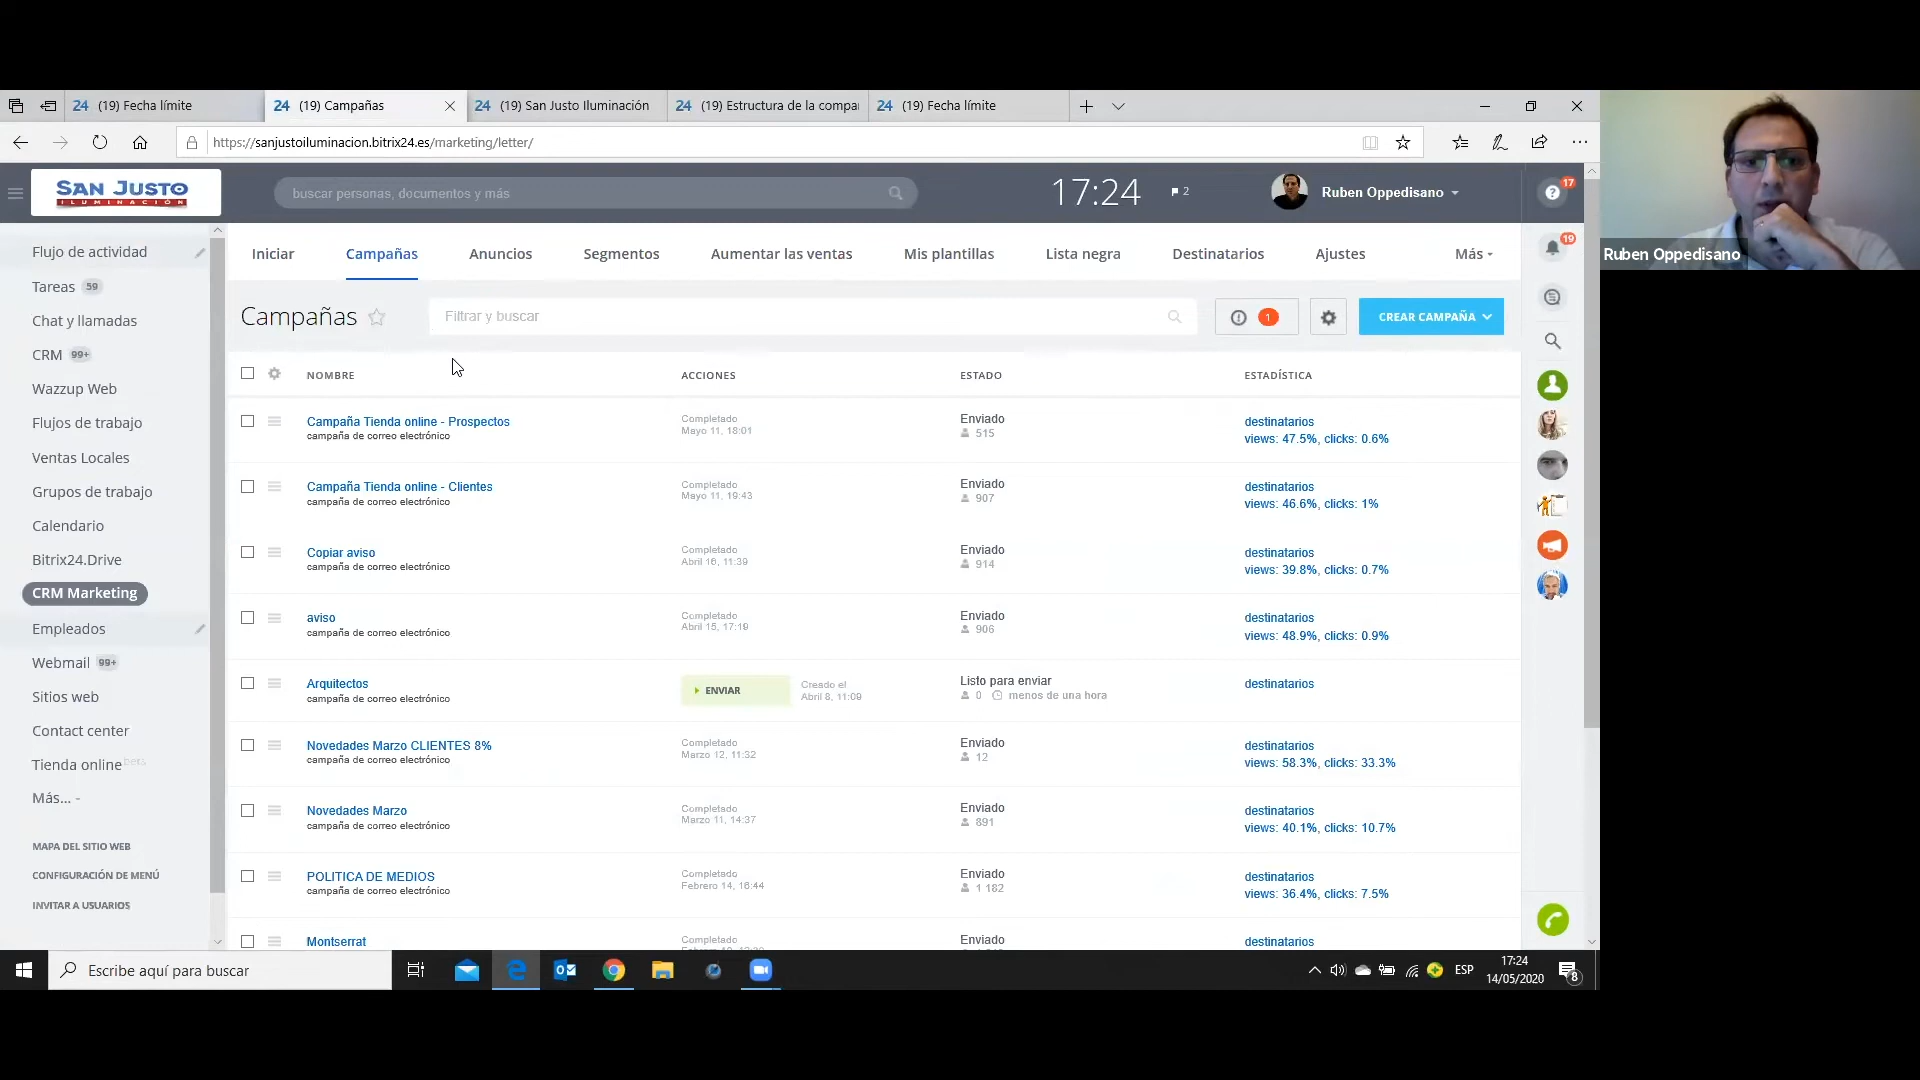 24 (19) Fecha límite
24 (19) Campañas
24 (19) San Justo Iluminación
24 (19) Estructura de la compa
24 (19) Fecha límite
https://sanjustoiluminacion.bitrix24.es/marketing/letter/
SAN JUSTO
ILUMINACIÓN
buscar personas, documentos y más
17:24
2
Ruben Oppedisano
17
Ruben Oppedisano
Flujo de actividad
Tareas 59
Chat y llamadas
CRM 99+
Wazzup Web
Flujos de trabajo
Ventas Locales
Grupos de trabajo
Calendario
Bitrix24.Drive
CRM Marketing
Empleados
Webmail 99+
Sitios web
Contact center
Tienda online beta
Más... -
MAPA DEL SITIO WEB
CONFIGURACIÓN DE MENÚ
INVITAR A USUARIOS
Iniciar Campañas Anuncios Segmentos Aumentar las ventas Mis plantillas Lista negra Destinatarios Ajustes Más
19
Campañas
Filtrar y buscar
1
CREAR CAMPAÑA
NOMBRE ACCIONES ESTADO ESTADÍSTICA
Campaña Tienda online - Prospectos
campaña de correo electrónico
Completado
Mayo 11, 18:01
Enviado
515
destinatarios
views: 47.5%, clicks: 0.6%
Campaña Tienda online - Clientes
campaña de correo electrónico
Completado
Mayo 11, 19:43
Enviado
907
destinatarios
views: 46.6%, clicks: 1%
Copiar aviso
campaña de correo electrónico
Completado
Abril 16, 11:39
Enviado
914
destinatarios
views: 39.8%, clicks: 0.7%
aviso
campaña de correo electrónico
Completado
Abril 15, 17:19
Enviado
906
destinatarios
views: 48.9%, clicks: 0.9%
Arquitectos
campaña de correo electrónico
ENVIAR
Creado el
Abril 8, 11:09
Listo para enviar
0 menos de una hora
destinatarios
Novedades Marzo CLIENTES 8%
campaña de correo electrónico
Completado
Marzo 12, 11:32
Enviado
12
destinatarios
views: 58.3%, clicks: 33.3%
Novedades Marzo
campaña de correo electrónico
Completado
Marzo 11, 14:37
Enviado
891
destinatarios
views: 40.1%, clicks: 10.7%
POLITICA DE MEDIOS
campaña de correo electrónico
Completado
Febrero 14, 16:44
Enviado
1 182
destinatarios
views: 36.4%, clicks: 7.5%
Montserrat
Completado
Enviado
destinatarios
Escribe aquí para buscar
ESP
17:24
14/05/2020
8